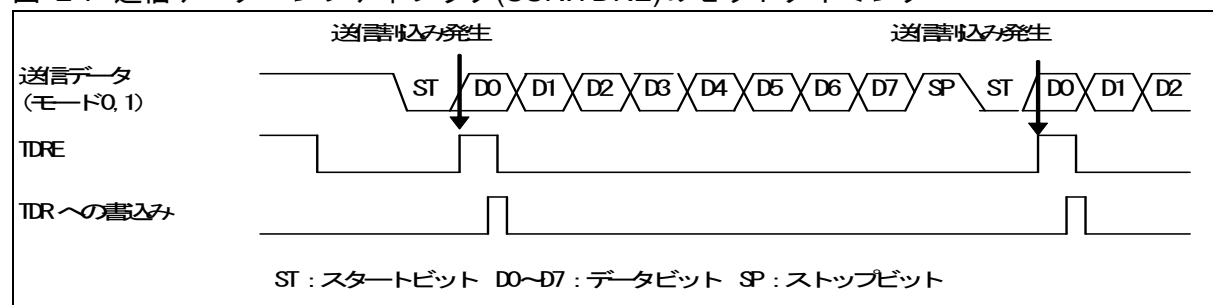 送信割込み発生 送信割込み発生
送信データ
(モード0, 1)
ST D0 D1 D2 D3 D4 D5 D6 D7 SP ST D0 D1 D2
TDRE
TDRへの書込み
ST：スタートビット D0～D7：データビット SP：ストップビット